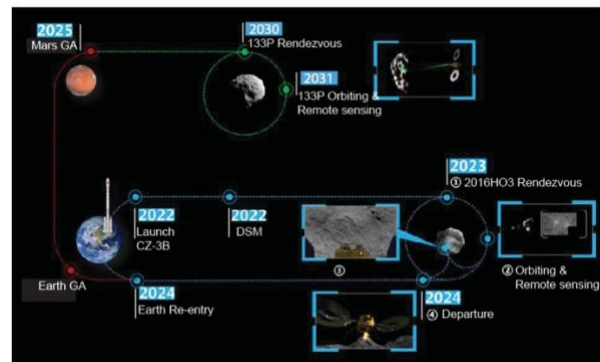 2025
Mars GA
2030
133P Rendezvous
2031
133P Orbiting &
Remote sensing
2023
① 2016HO3 Rendezvous
2022
Launch
CZ-3B
2022
DSM
③
② Orbiting &
Remote sensing
Earth GA
2024
Earth Re-entry
2024
④ Departure